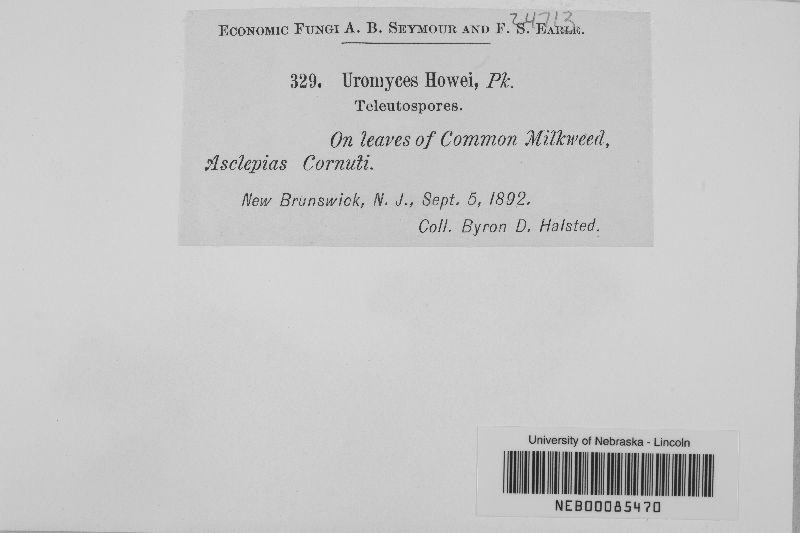 24713
ECONOMIC FUNGI A. B. SEYMOUR AND F. S. EARLE.
329. Uromyces Howei, Pk.
Teleutospores.
On leaves of Common Milkweed,
Asclepias Cornuti.
New Brunswick, N. J., Sept. 5, 1892.
Coll. Byron D. Halsted.
University of Nebraska - Lincoln
NEB00085470